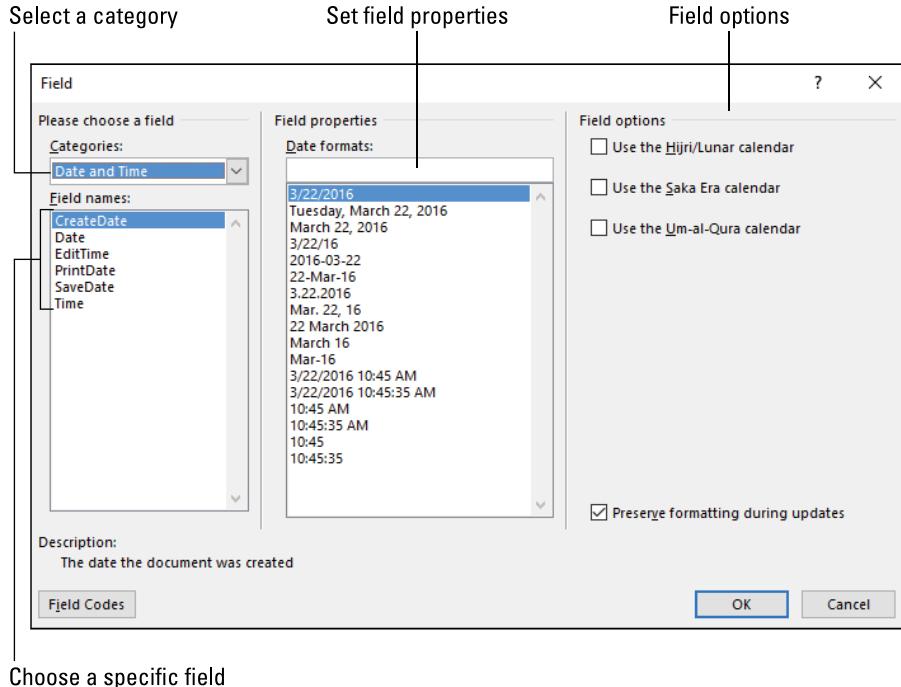 Select a category
Set field properties
Field options
Field
?
Please choose a field
Categories:
Date and Time
Field names:
CreateDate
Date
EditTime
PrintDate
SaveDate
Time
Field properties
Date formats:
3/22/2016
Tuesday, March 22, 2016
March 22, 2016
3/22/16
2016-03-22
22-Mar-16
3.22.2016
Mar. 22, 16
22 March 2016
March 16
Mar-16
3/22/2016 10:45 AM
3/22/2016 10:45:35 AM
10:45 AM
10:45:35 AM
10:45
10:45:35
Field options
Use the Hijri/Lunar calendar
Use the Saka Era calendar
Use the Um-al-Qura calendar
Preserve formatting during updates
Description:
The date the document was created
Field Codes
OK
Cancel
Choose a specific field